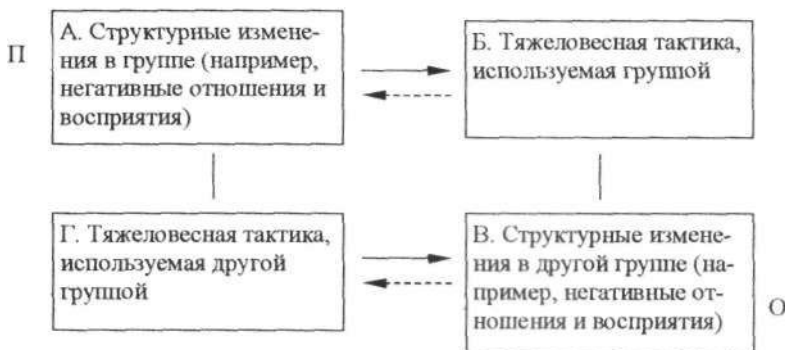 П
А. Структурные измене-
ния в группе (например,
негативные отношения и
восприятия)
Б. Тяжеловесная тактика,
используемая группой
Г. Тяжеловесная тактика,
используемая другой
группой
В. Структурные измене-
ния в другой группе (на-
пример, негативные от-
ношения и восприятия)
О